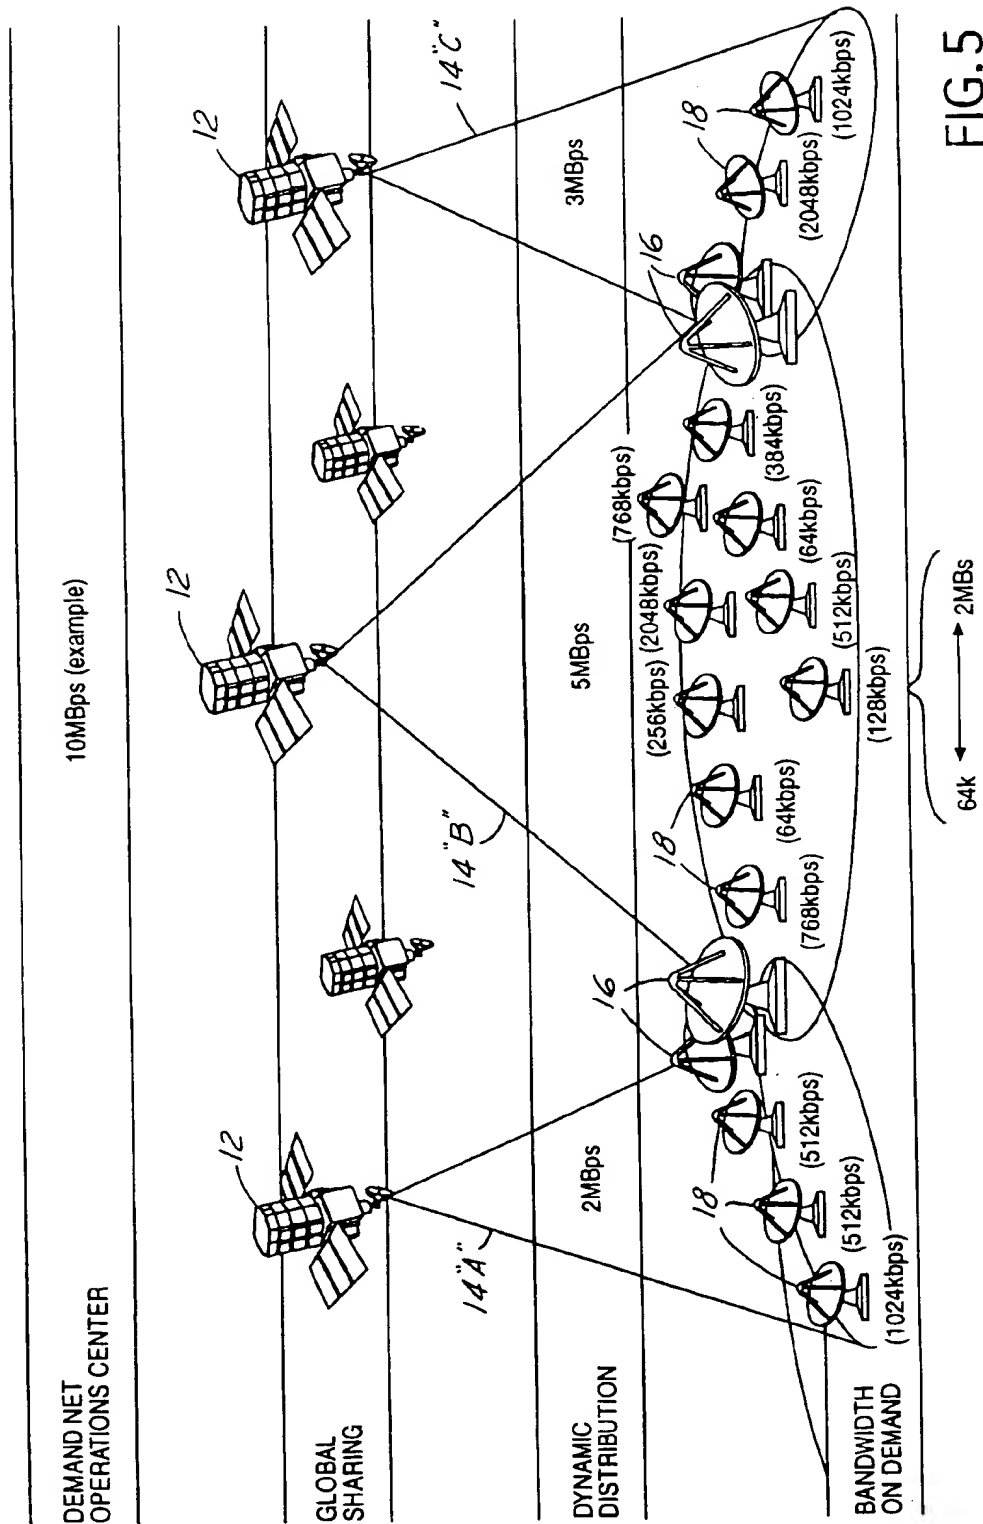 DEMAND NET
OPERATIONS CENTER
10MBps (example)
12
12
12
GLOBAL
SHARING
14"A"
14"B"
14"C"
DYNAMIC
DISTRIBUTION
2MBps
5MBps
3MBps
16
16
18
18
18
(256kbps)
(2048kbps)
(768kbps)
(1024kbps)
(512kbps)
(512kbps)
(768kbps)
(64kbps)
(128kbps)
(512kbps)
(64kbps)
(384kbps)
(2048kbps)
(1024kbps)
BANDWIDTH
ON DEMAND
64k
2MBs
FIG.5